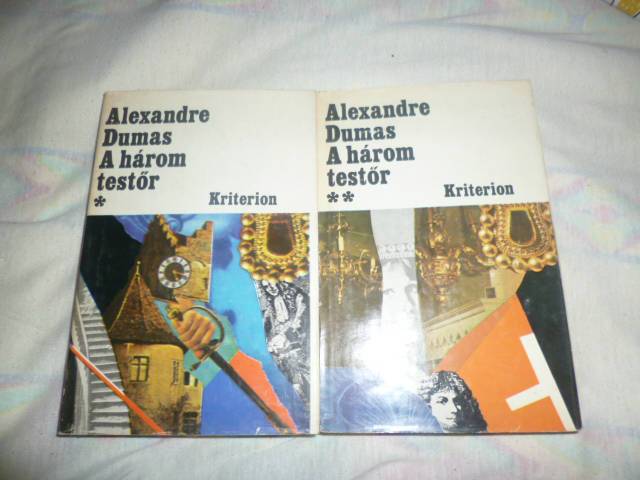 Alexandre
Dumas
A három
testőr
*
Kriterion
Alexandre
Dumas
A három
testőr
**
Kriterion